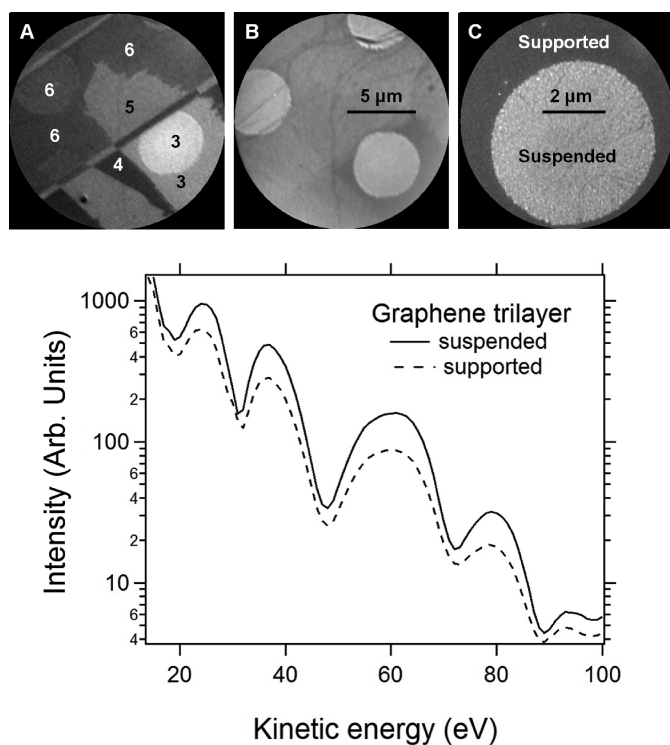 A
6
6
5
6
3
4
3
B
5 µm
C
Supported
2 µm
Suspended
1000
6
4
2
100
6
4
2
10
6
4
Intensity (Arb. Units)
Graphene trilayer
suspended
supported
20
40
60
80
100
Kinetic energy (eV)